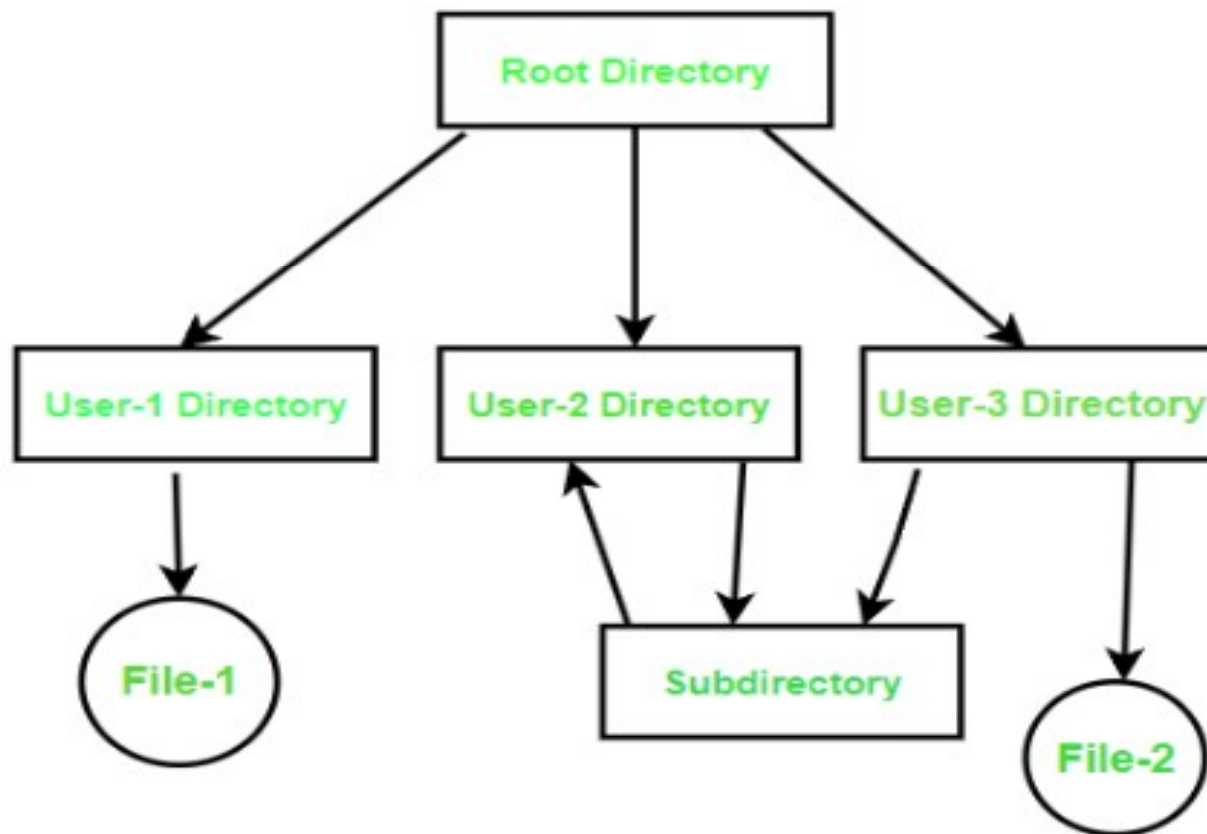 Root Directory
User-1 Directory
User-2 Directory
User-3 Directory
File-1
Subdirectory
File-2